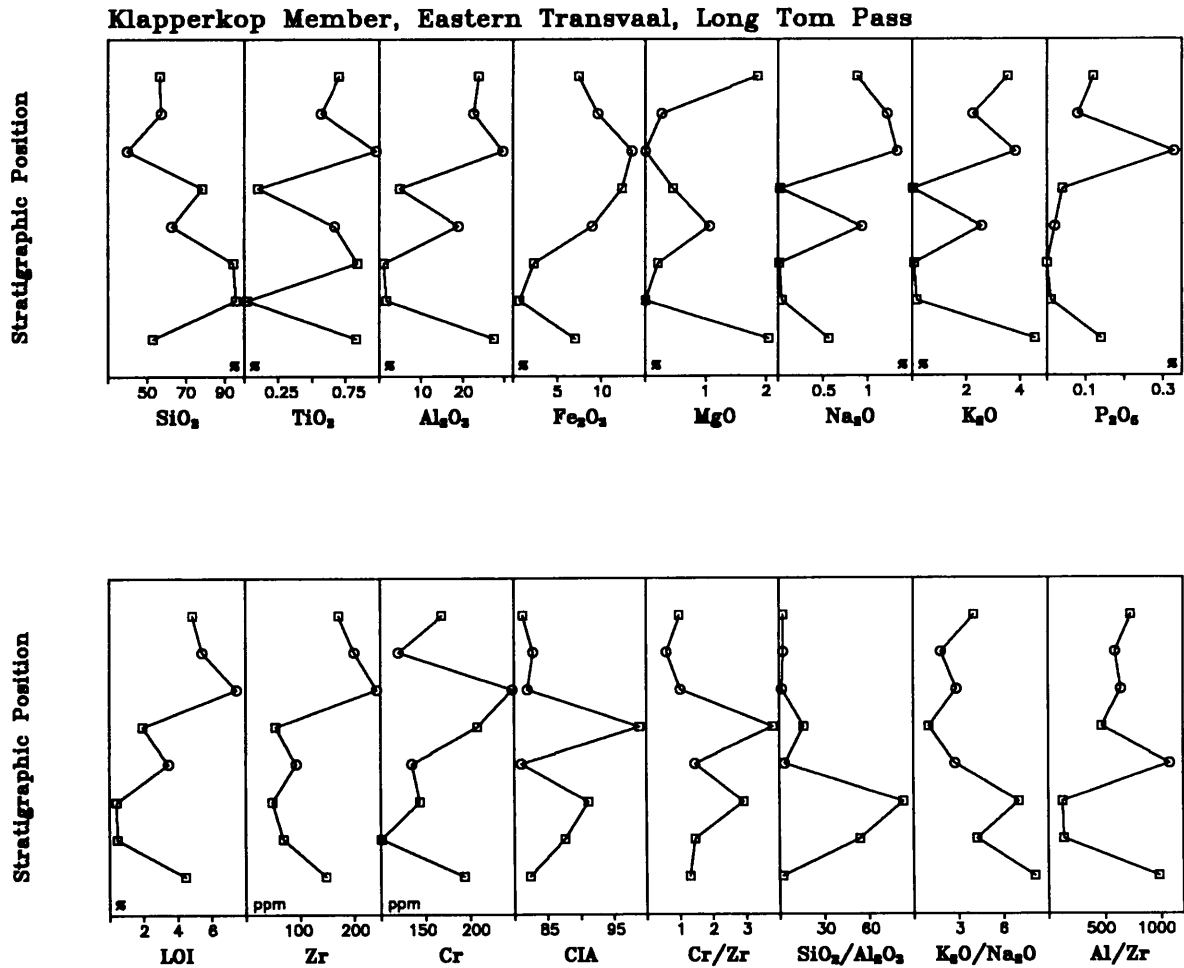 Klapperkop Member, Eastern Transvaal, Long Tom Pass
Stratigraphic Position
% % % % % % % %
50 70 90 0.25 0.75 10 20 5 10 1 2 0.5 1 2 4 0.1 0.3
SiO₂ TiO₂ Al₂O₃ Fe₂O₃ MgO Na₂O K₂O P₂O₅
Stratigraphic Position
% ppm ppm
2 4 6 100 200 150 200 85 95 1 2 3 30 60 3 6 500 1000
LOI Zr Cr CIA Cr/Zr SiO₂/Al₂O₃ K₂O/Na₂O Al/Zr